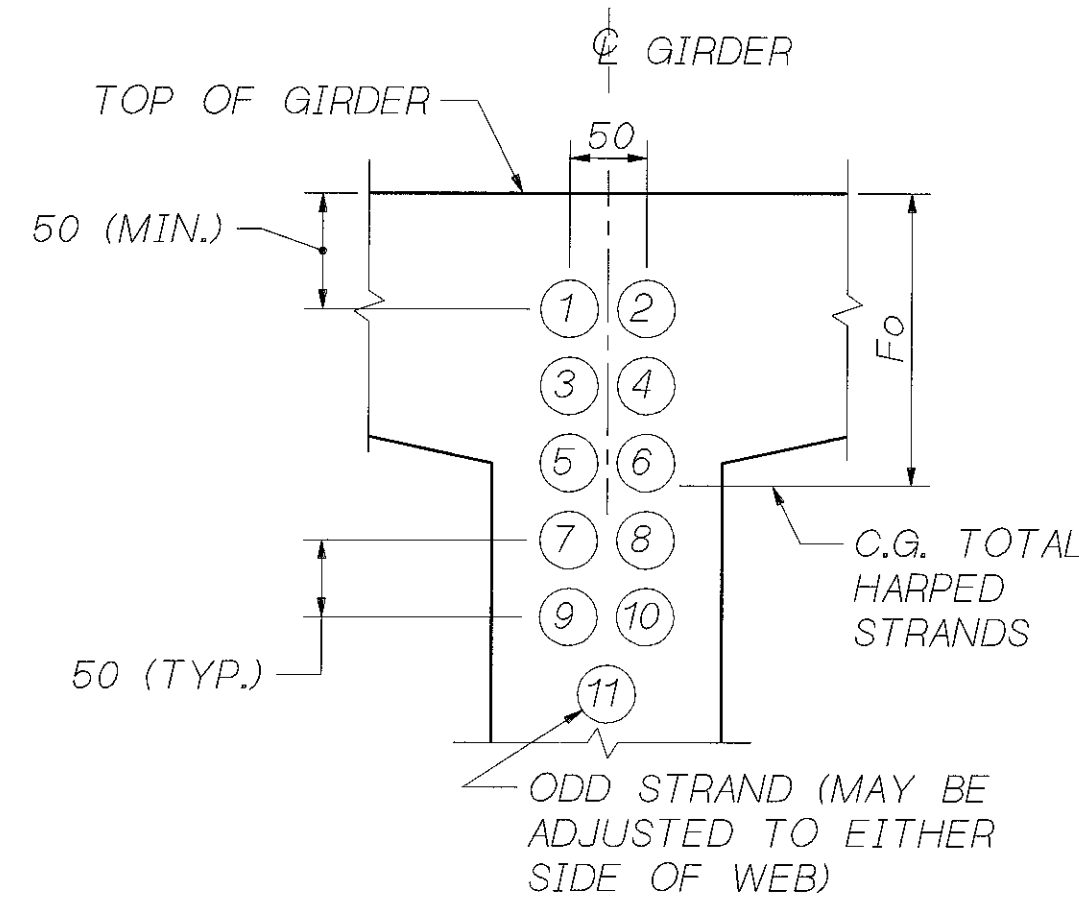 ℄ GIRDER
TOP OF GIRDER
50
50 (MIN.)
1 2
3 4
Fo
5 6
7 8
C.G. TOTAL
HARPED
STRANDS
9 10
50 (TYP.)
11
ODD STRAND (MAY BE
ADJUSTED TO EITHER
SIDE OF WEB)